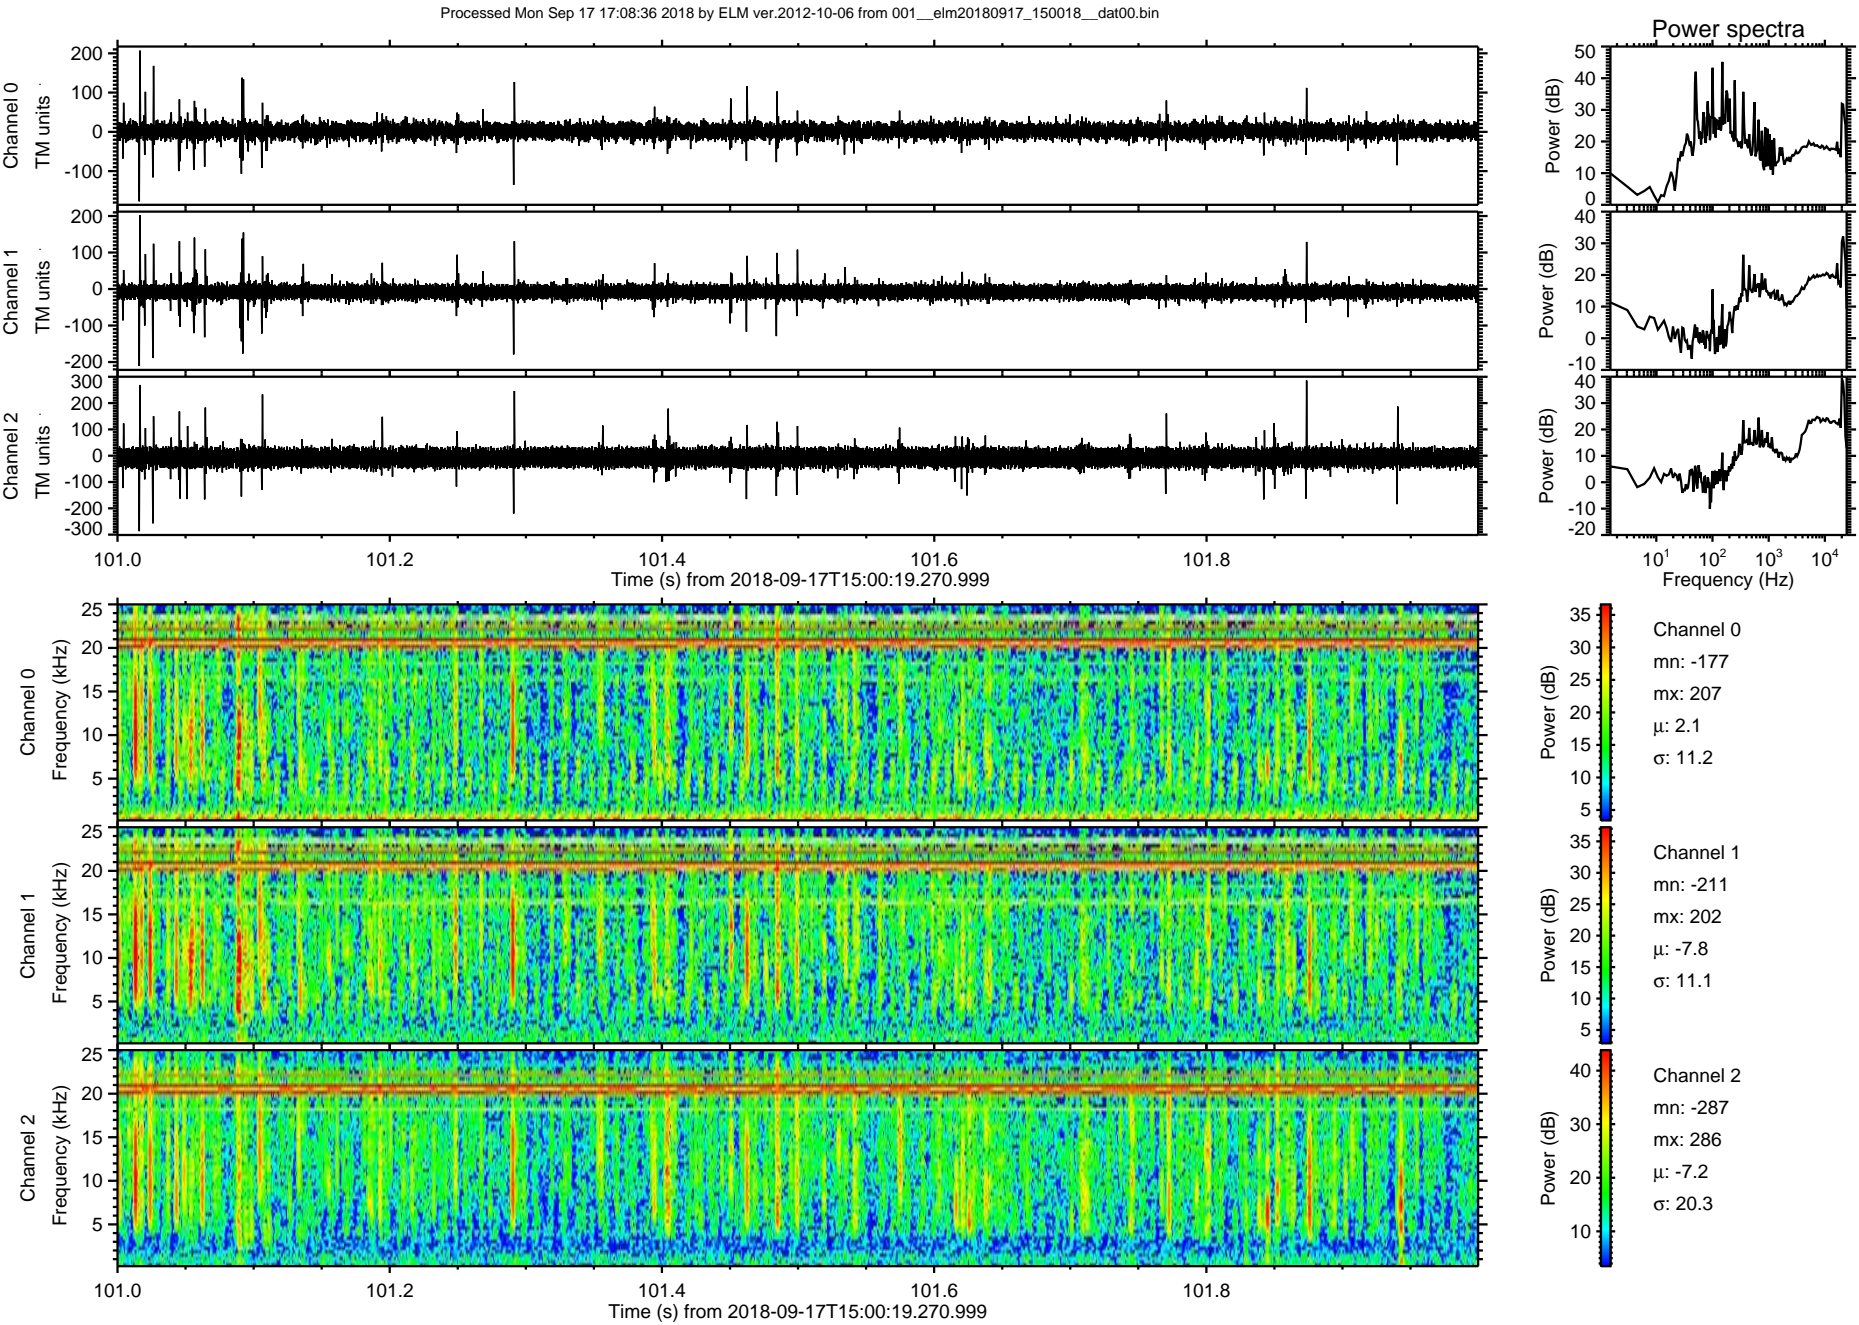 Processed Mon Sep 17 17:08:36 2018 by ELM ver.2012-10-06 from 001__elm20180917_150018__dat00.bin
Power spectra
Channel 0
TM units
200
100
0
-100
Power (dB)
50
40
30
20
10
0
Channel 1
TM units
200
100
0
-100
-200
Power (dB)
40
30
20
10
0
-10
Channel 2
TM units
300
200
100
0
-100
-200
-300
Power (dB)
40
30
20
10
0
-10
-20
101.0 101.2 101.4 101.6 101.8
Time (s) from 2018-09-17T15:00:19.270.999
10^1 10^2 10^3 10^4
Frequency (Hz)
Channel 0
Frequency (kHz)
25
20
15
10
5
Power (dB)
35
30
25
20
15
10
5
Channel 0
mn: -177
mx: 207
μ: 2.1
σ: 11.2
Channel 1
Frequency (kHz)
25
20
15
10
5
Power (dB)
35
30
25
20
15
10
5
Channel 1
mn: -211
mx: 202
μ: -7.8
σ: 11.1
Channel 2
Frequency (kHz)
25
20
15
10
5
Power (dB)
40
30
20
10
Channel 2
mn: -287
mx: 286
μ: -7.2
σ: 20.3
101.0 101.2 101.4 101.6 101.8
Time (s) from 2018-09-17T15:00:19.270.999